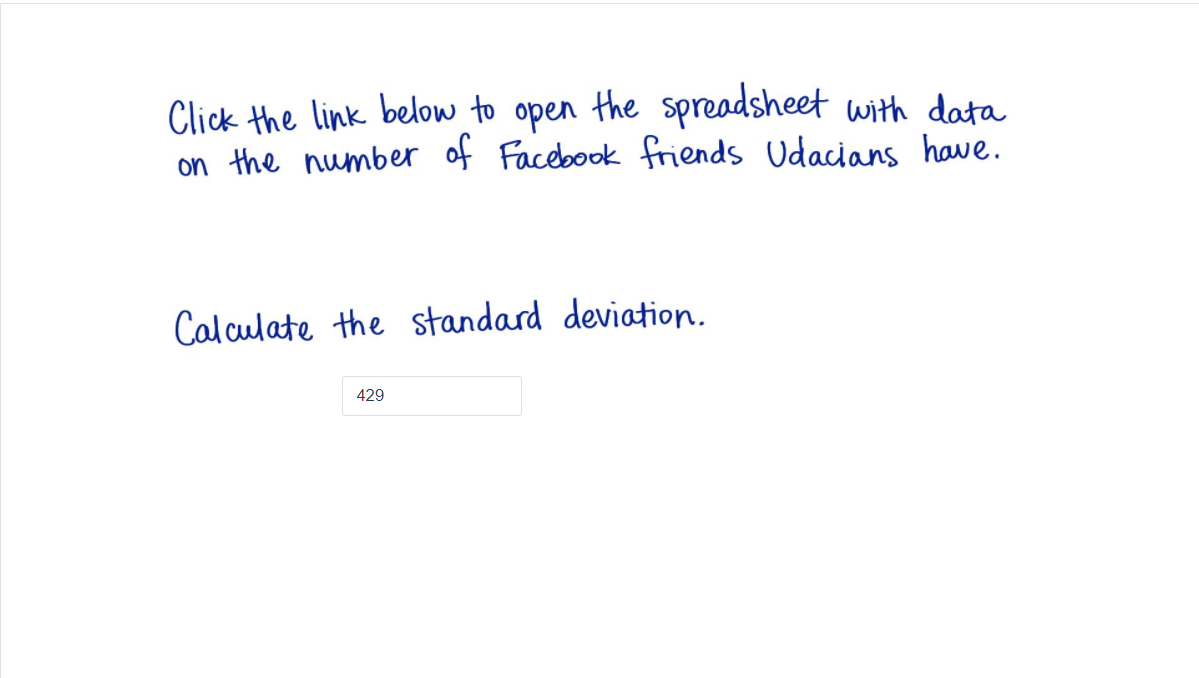 Click the link below to open the spreadsheet with data
on the number of Facebook friends Udacians have.
Calculate the standard deviation.
429